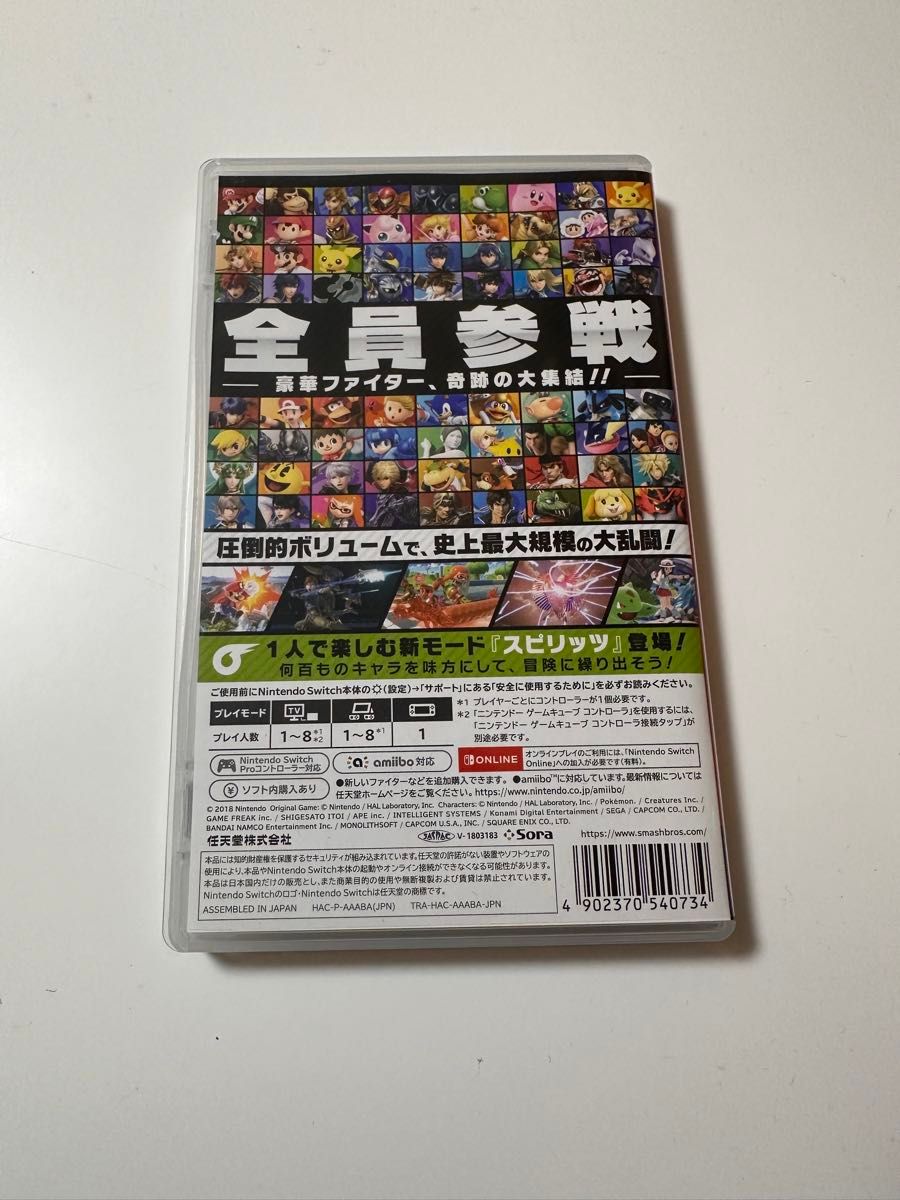 全員参戦
豪華ファイター、奇跡の大集結!!
圧倒的ボリュームで、史上最大規模の大乱闘!
1人で楽しむ新モード『スピリッツ』登場!
何百ものキャラを味方にして、冒険に繰り出そう!
ご使用前にNintendo Switch本体の(設定)→「サポート」にある「安全に使用するために」を必ずお読みください。
プレイモード TV
プレイ人数 1~8 *1 *2 1~8 *1 1
*1 プレイヤーごとにコントローラーが1個必要です。
*2 「ニンテンドー ゲームキューブ コントローラ」を使用するには、
「ニンテンドー ゲームキューブ コントローラ接続タップ」が
別途必要です。
Nintendo Switch
Proコントローラー対応
amiibo 対応
ONLINE
オンラインプレイのご利用には、「Nintendo Switch
Online」への加入が必要です(有料)。
¥ ソフト内購入あり
●新しいファイターなどを追加購入できます。 ●amiibo™に対応しています。最新情報については
任天堂ホームページをご覧ください。https://www.nintendo.co.jp/amiibo/
© 2018 Nintendo Original Game: © Nintendo / HAL Laboratory, Inc. Characters: © Nintendo / HAL Laboratory, Inc. / Pokémon. / Creatures Inc. /
GAME FREAK inc. / SHIGESATO ITOI / APE inc. / INTELLIGENT SYSTEMS / Konami Digital Entertainment / SEGA / CAPCOM CO., LTD. /
BANDAI NAMCO Entertainment Inc. / MONOLITHSOFT / CAPCOM U.S.A., INC. / SQUARE ENIX CO., LTD.
任天堂株式会社
V- 1803183 Sora
https://www.smashbros.com/
本品には知的財産権を保護するセキュリティが組み込まれています。任天堂の許諾がない装置やソフトウェアの
使用により、本品やNintendo Switch本体の起動やオンライン接続ができなくなる可能性があります。
本品は日本国内だけの販売とし、また商業目的の使用や無断複製および賃貸は禁止されています。
Nintendo Switchのロゴ・Nintendo Switchは任天堂の商標です。
ASSEMBLED IN JAPAN HAC-P-AAABA(JPN) TRA-HAC-AAABA-JPN
4 902370 540734